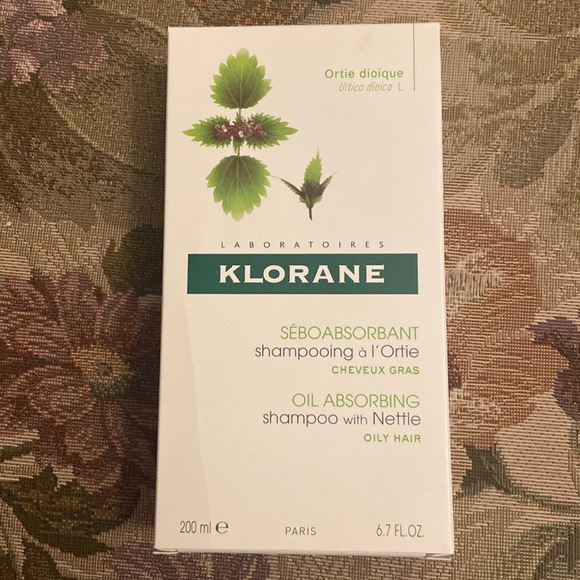 Ortie dioïque
Urtica dioica L
LABORATOIRES
KLORANE
SÉBOABSORBANT
shampooing à l'Ortie
CHEVEUX GRAS
OIL ABSORBING
shampoo with Nettle
OILY HAIR
200 ml ℮ PARIS 6.7 FL.OZ.